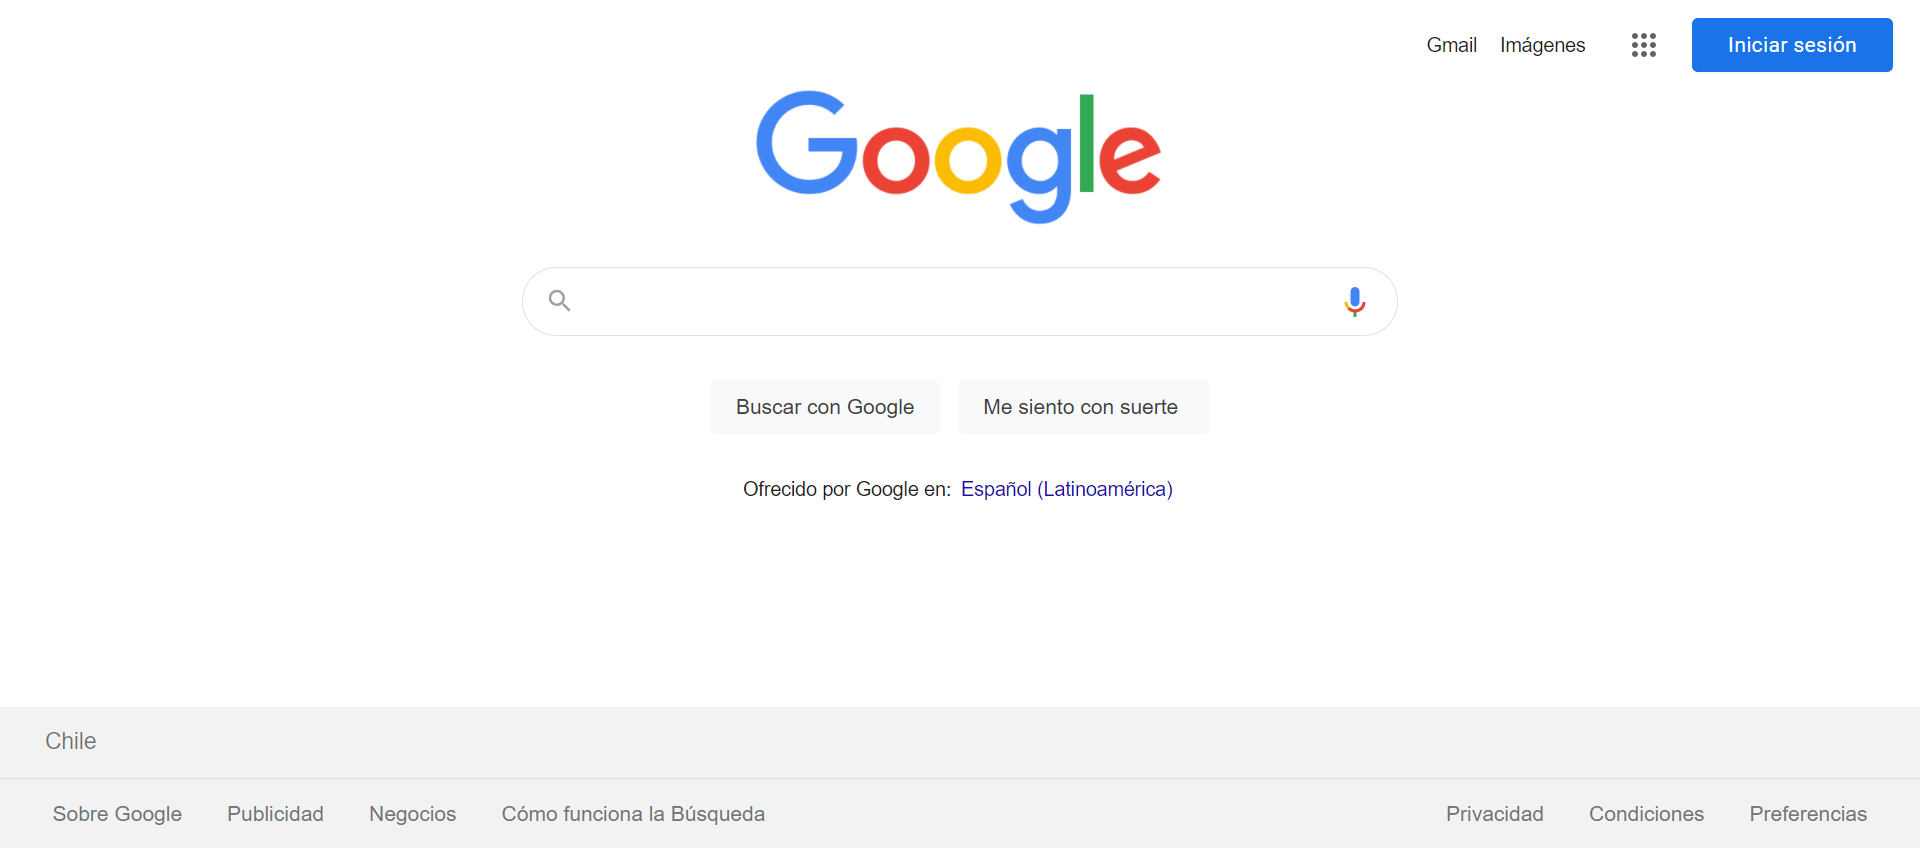 Gmail Imágenes Iniciar sesión
Google
Buscar con Google Me siento con suerte
Ofrecido por Google en: Español (Latinoamérica)
Chile
Sobre Google Publicidad Negocios Cómo funciona la Búsqueda Privacidad Condiciones Preferencias